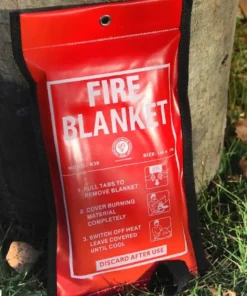 FIRE
BLANKET
SIZE:
1. PULL TABS TO
REMOVE BLANKET
2. COVER BURNING
MATERIAL
COMPLETELY
3. SWITCH OFF HEAT
LEAVE COVERED
UNTIL COOL
DISCARD AFTER USE